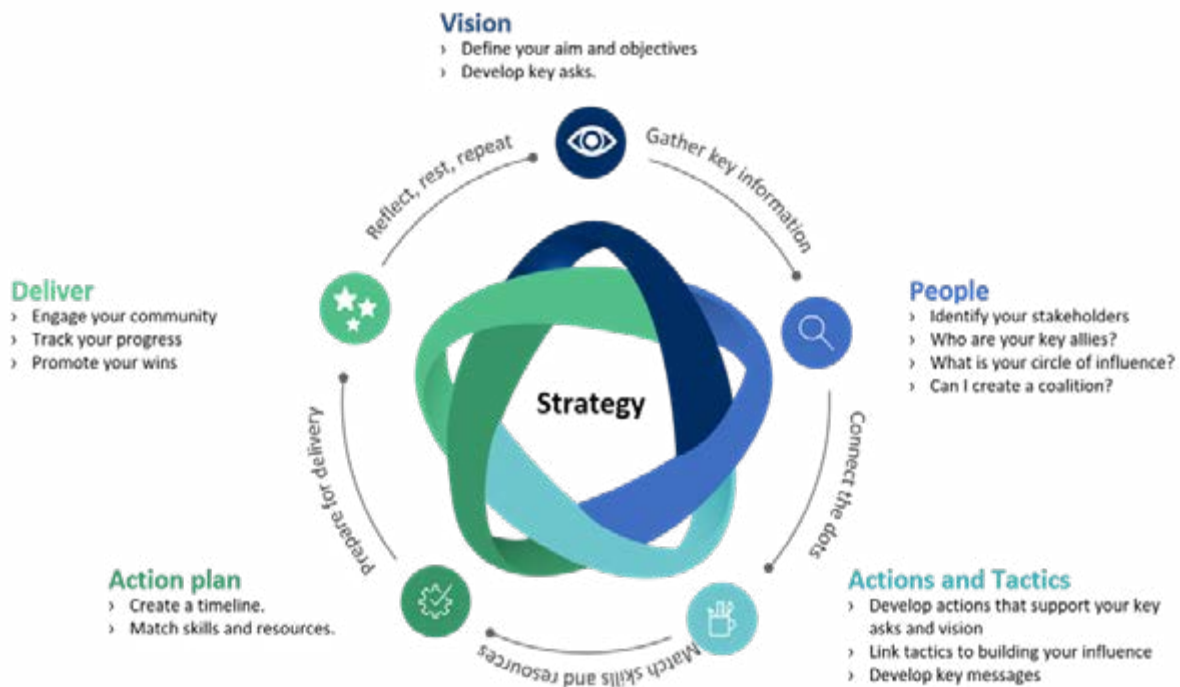 Vision
› Define your aim and objectives
› Develop key asks.
Gather key information
People
› Identify your stakeholders
› Who are your key allies?
› What is your circle of influence?
› Can I create a coalition?
Connect the dots
Actions and Tactics
› Develop actions that support your key
asks and vision
› Link tactics to building your influence
› Develop key messages
Match skills and resources
Action plan
› Create a timeline.
› Match skills and resources.
Prepare for delivery
Deliver
› Engage your community
› Track your progress
› Promote your wins
Reflect, rest, repeat
Strategy